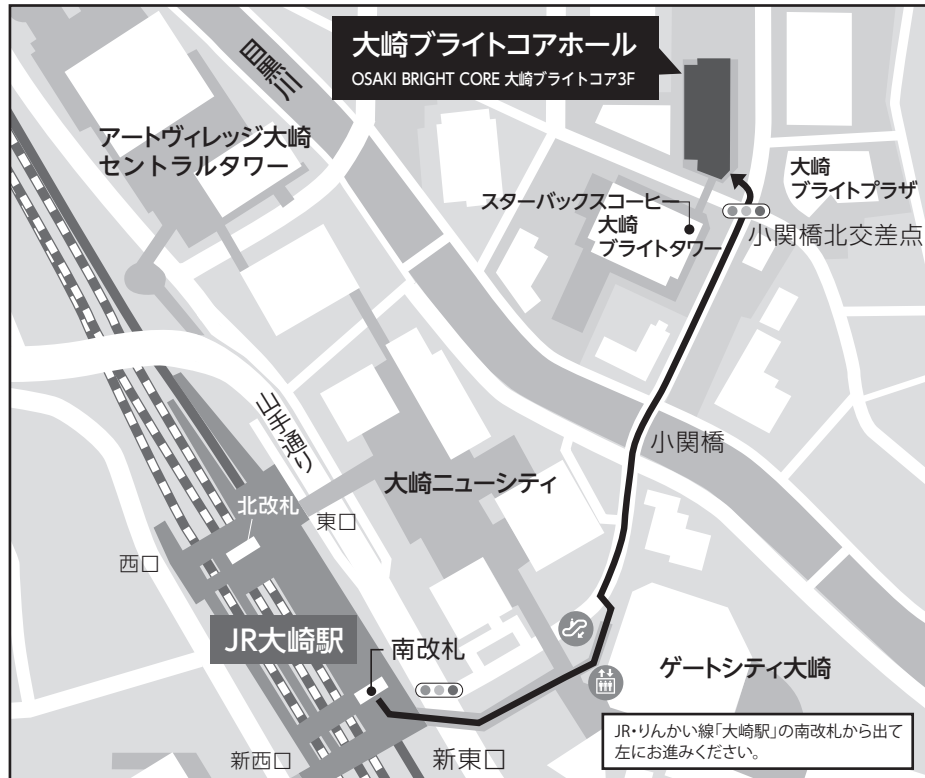 大崎ブライトコアホール
OSAKI BRIGHT CORE 大崎ブライトコア3F
目黒川
アートヴィレッジ大崎
セントラルタワー
大崎
ブライトプラザ
スターバックスコーヒー
大崎
ブライトタワー
小関橋北交差点
山手通り
小関橋
大崎ニューシティ
北改札
東口
西口
JR大崎駅
南改札
ゲートシティ大崎
新西口
新東口
JR・りんかい線「大崎駅」の南改札から出て
左にお進みください。